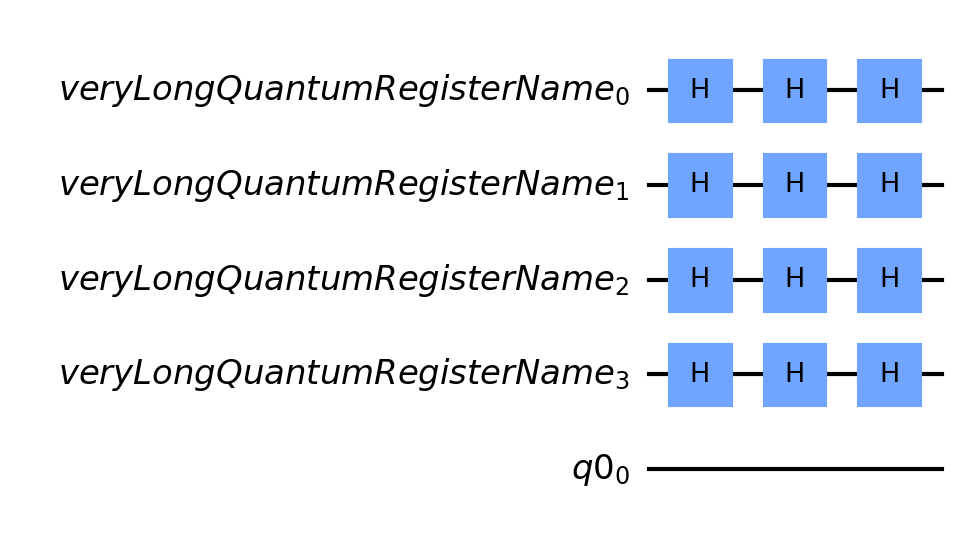 veryLongQuantumRegisterName₀ H H H
veryLongQuantumRegisterName₁ H H H
veryLongQuantumRegisterName₂ H H H
veryLongQuantumRegisterName₃ H H H
q0₀